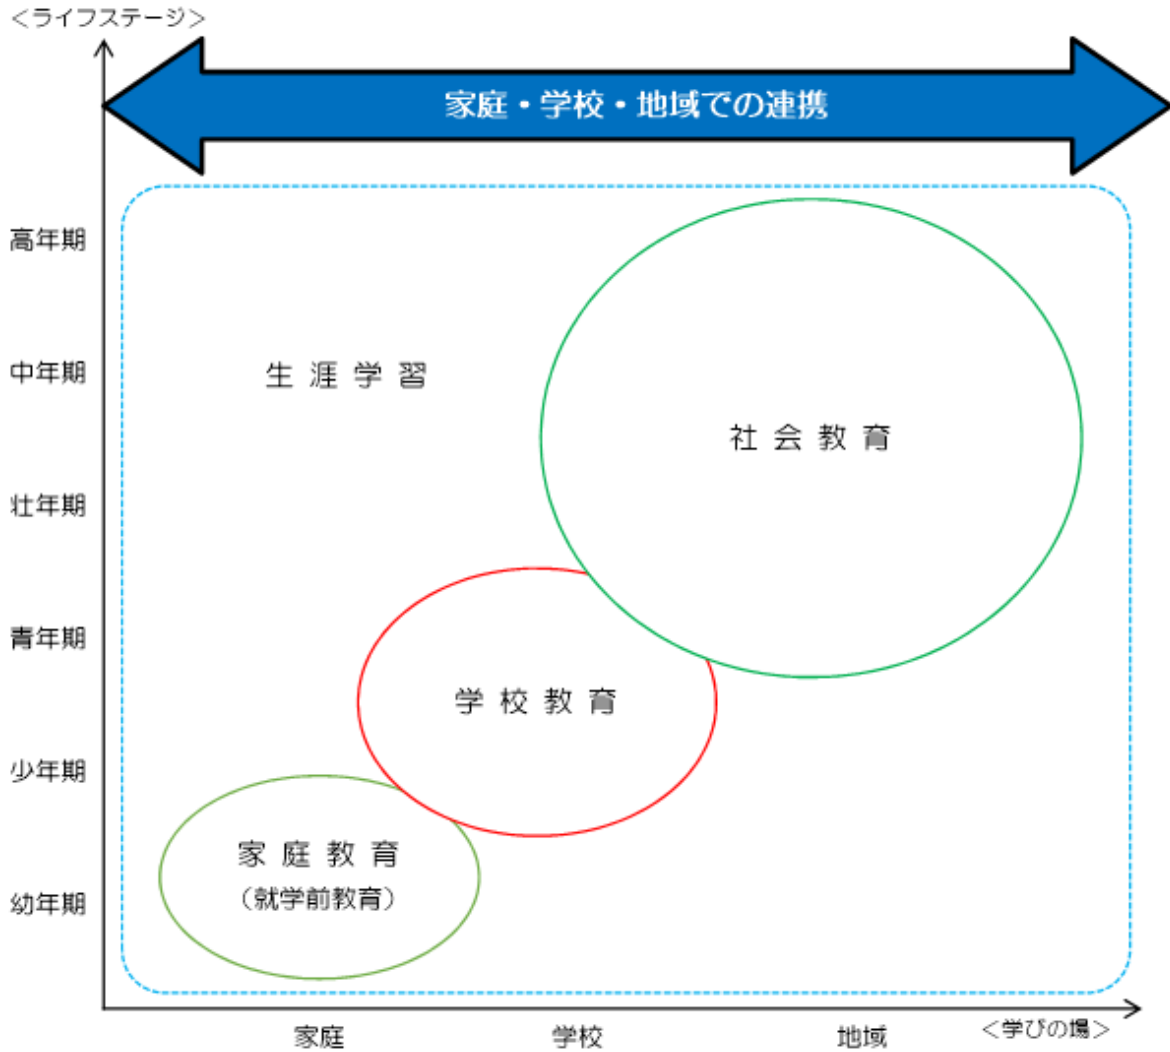 ＜ライフステージ＞
家庭・学校・地域での連携
高年期
中年期
生涯学習
社会教育
壮年期
青年期
学校教育
少年期
家庭教育
（就学前教育）
幼年期
家庭
学校
地域
＜学びの場＞